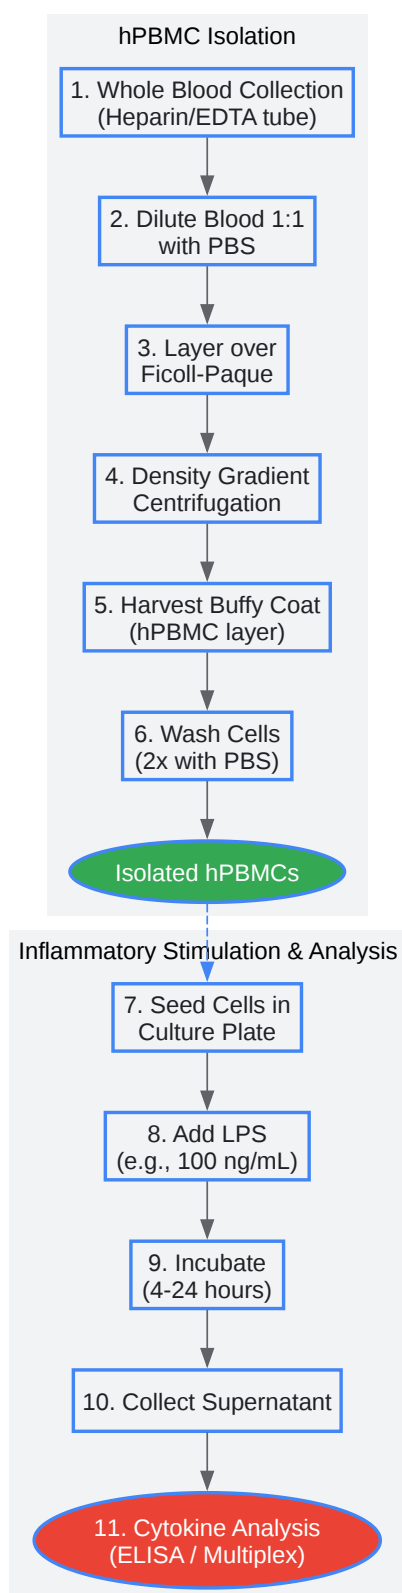 hPBMC Isolation
1. Whole Blood Collection
(Heparin/EDTA tube)
2. Dilute Blood 1:1
with PBS
3. Layer over
Ficoll-Paque
4. Density Gradient
Centrifugation
5. Harvest Buffy Coat
(hPBMC layer)
6. Wash Cells
(2x with PBS)
Isolated hPBMCs
Inflammatory Stimulation & Analysis
7. Seed Cells in
Culture Plate
8. Add LPS
(e.g., 100 ng/mL)
9. Incubate
(4-24 hours)
10. Collect Supernatant
11. Cytokine Analysis
(ELISA / Multiplex)